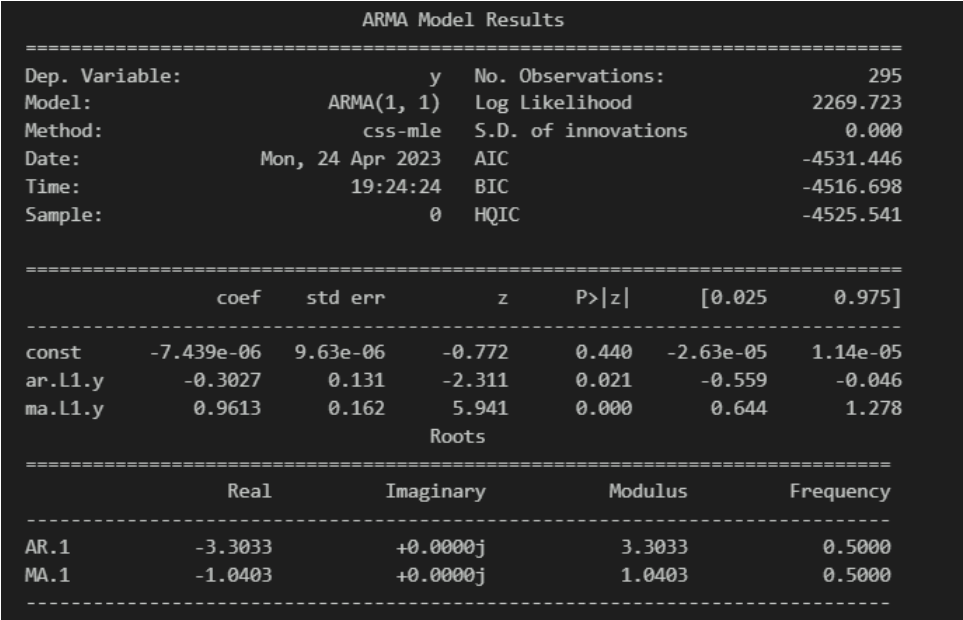 ARMA Model Results
==============================================================================
Dep. Variable:                      y   No. Observations:                  295
Model:                     ARMA(1, 1)   Log Likelihood                2269.723
Method:                       css-mle   S.D. of innovations              0.000
Date:                Mon, 24 Apr 2023   AIC                          -4531.446
Time:                        19:24:24   BIC                          -4516.698
Sample:                             0   HQIC                         -4525.541
==============================================================================
                 coef    std err          z      P>|z|      [0.025      0.975]
------------------------------------------------------------------------------
const      -7.439e-06   9.63e-06     -0.772      0.440   -2.63e-05    1.14e-05
ar.L1.y       -0.3027      0.131     -2.311      0.021      -0.559      -0.046
ma.L1.y        0.9613      0.162      5.941      0.000       0.644       1.278
                                    Roots
=============================================================================
                  Real          Imaginary           Modulus         Frequency
-----------------------------------------------------------------------------
AR.1           -3.3033           +0.0000j            3.3033            0.5000
MA.1           -1.0403           +0.0000j            1.0403            0.5000
-----------------------------------------------------------------------------